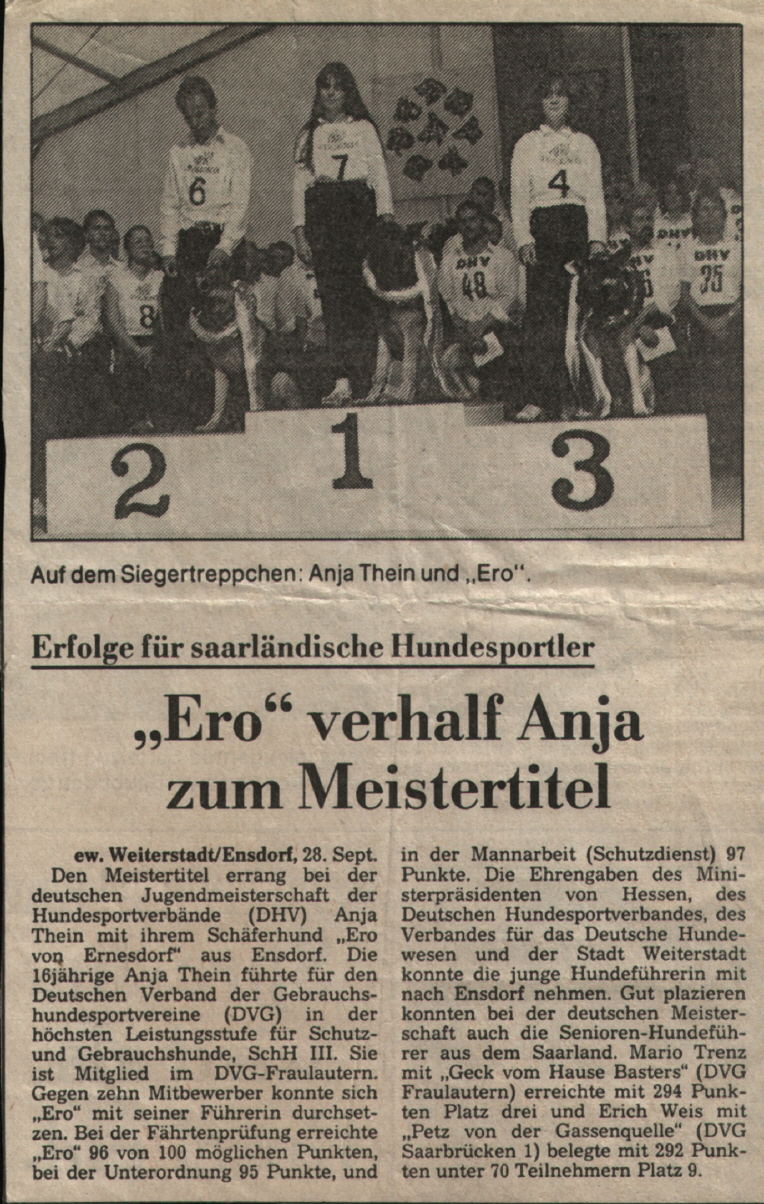 6
7
4
8
DHV
48
DHV
DHV
35
2
1
3
Auf dem Siegertreppchen: Anja Thein und „Ero“.
Erfolge für saarländische Hundesportler
„Ero“ verhalf Anja
zum Meistertitel
ew. Weiterstadt/Ensdorf, 28. Sept.
Den Meistertitel errang bei der
deutschen Jugendmeisterschaft der
Hundesportverbände (DHV) Anja
Thein mit ihrem Schäferhund „Ero
von Ernesdorf“ aus Ensdorf. Die
16jährige Anja Thein führte für den
Deutschen Verband der Gebrauchs-
hundesportvereine (DVG) in der
höchsten Leistungsstufe für Schutz-
und Gebrauchshunde, SchH III. Sie
ist Mitglied im DVG-Fraulautern.
Gegen zehn Mitbewerber konnte sich
„Ero“ mit seiner Führerin durchset-
zen. Bei der Fährtenprüfung erreichte
„Ero“ 96 von 100 möglichen Punkten,
bei der Unterordnung 95 Punkte, und
in der Mannarbeit (Schutzdienst) 97
Punkte. Die Ehrengaben des Mini-
sterpräsidenten von Hessen, des
Deutschen Hundesportverbandes, des
Verbandes für das Deutsche Hunde-
wesen und der Stadt Weiterstadt
konnte die junge Hundeführerin mit
nach Ensdorf nehmen. Gut plazieren
konnten bei der deutschen Meister-
schaft auch die Senioren-Hundefüh-
rer aus dem Saarland. Mario Trenz
mit „Geck vom Hause Basters“ (DVG
Fraulautern) erreichte mit 294 Punk-
ten Platz drei und Erich Weis mit
„Petz von der Gassenquelle“ (DVG
Saarbrücken 1) belegte mit 292 Punk-
ten unter 70 Teilnehmern Platz 9.